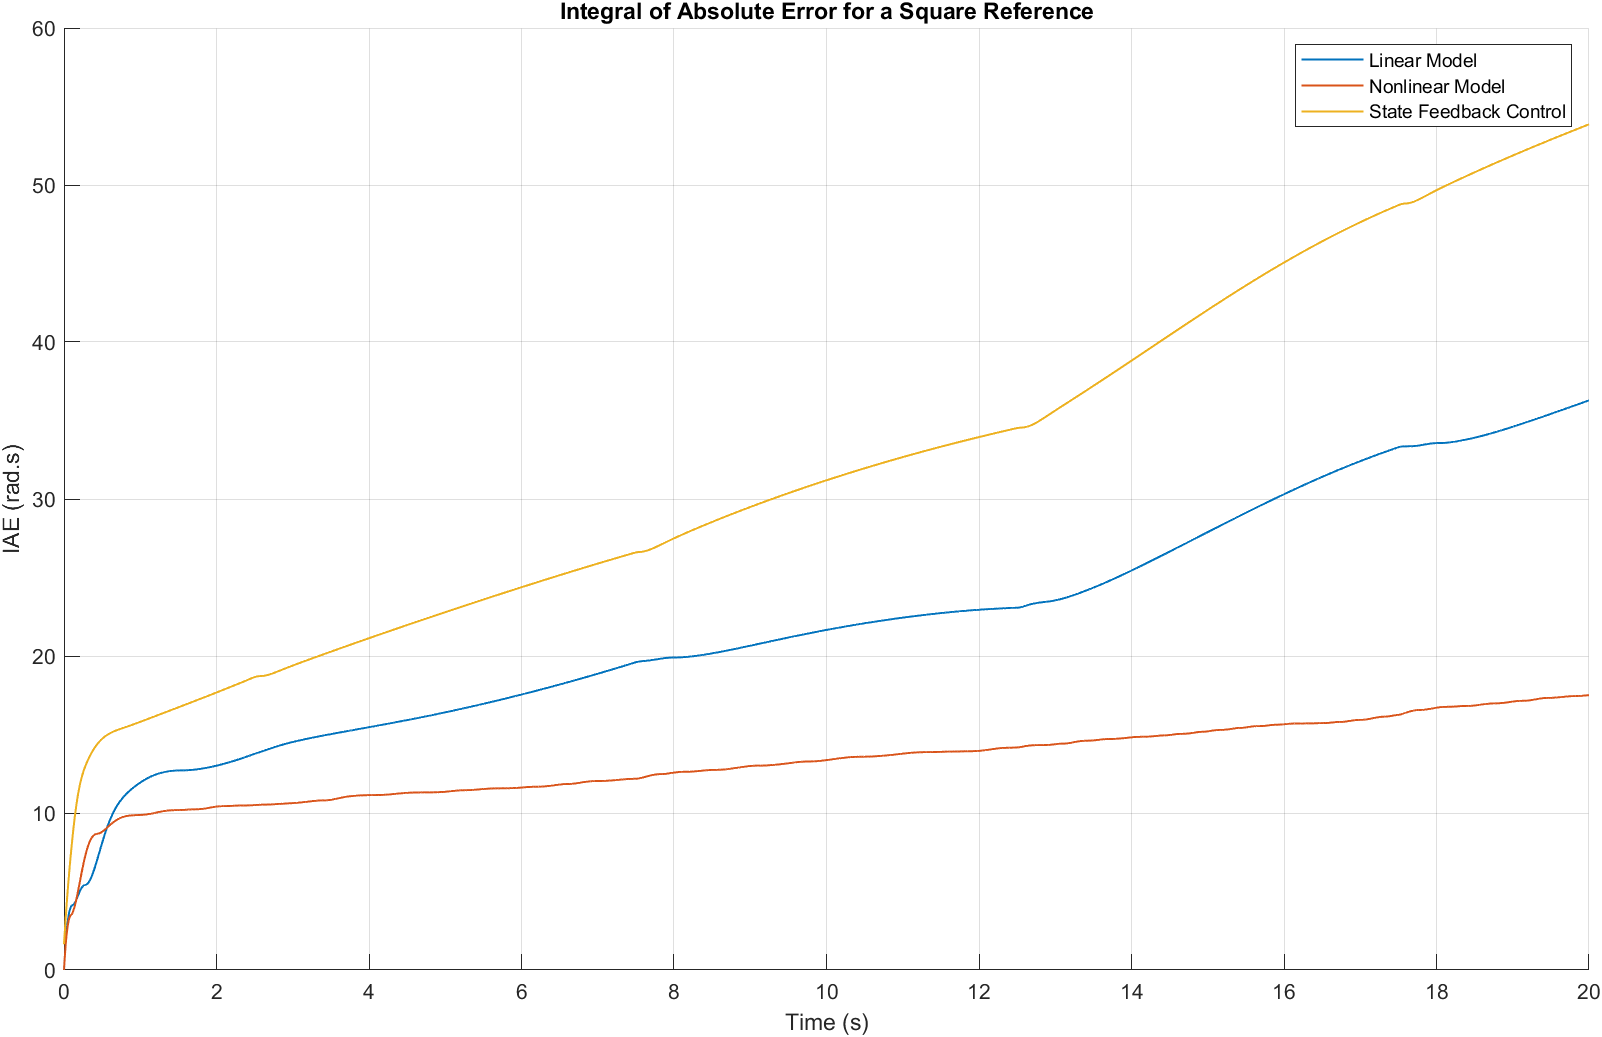 Integral of Absolute Error for a Square Reference
Linear Model
Nonlinear Model
State Feedback Control
IAE (rad.s)
60
50
40
30
20
10
0
0 2 4 6 8 10 12 14 16 18 20
Time (s)